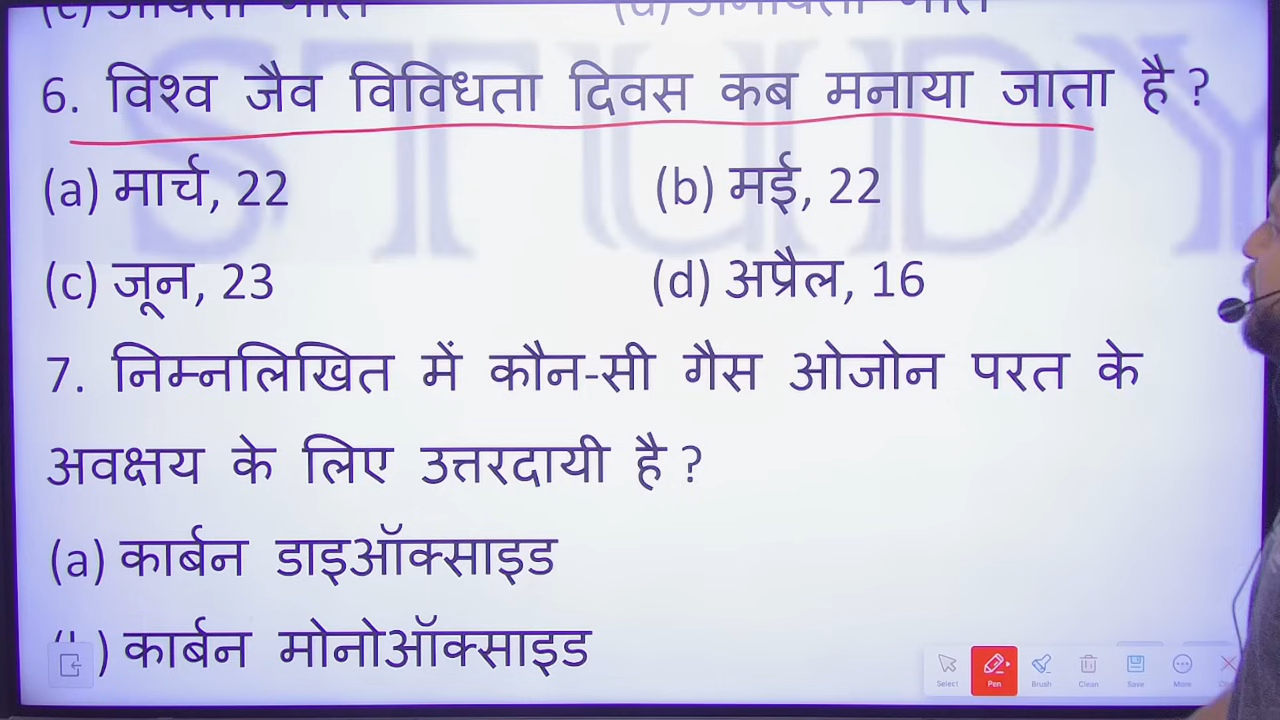 6. विश्व जैव विविधता दिवस कब मनाया जाता है ?
(a) मार्च, 22 (b) मई, 22
(c) जून, 23 (d) अप्रैल, 16
7. निम्नलिखित में कौन-सी गैस ओजोन परत के
अवक्षय के लिए उत्तरदायी है ?
(a) कार्बन डाइऑक्साइड
) कार्बन मोनोऑक्साइड
Select Pen Brush Clean Save More
STUDY